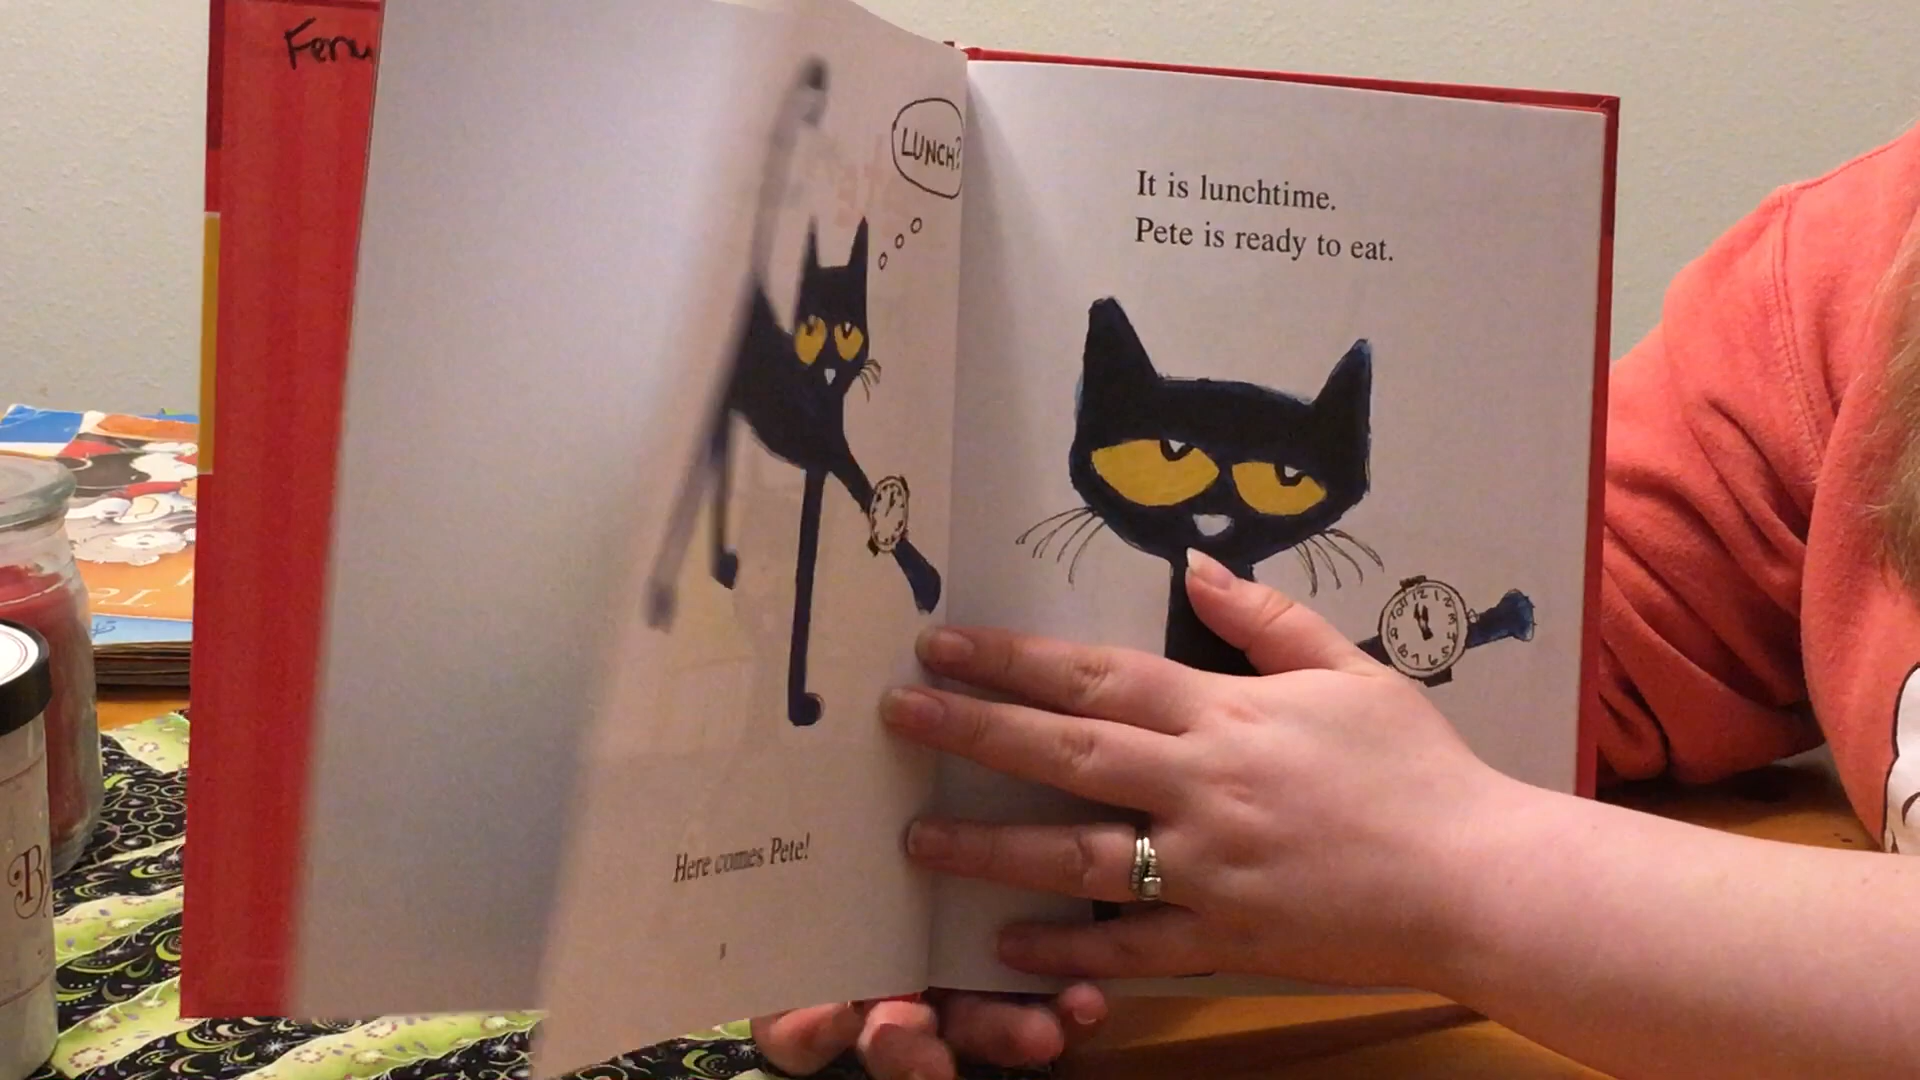 Feru
LUNCH?
Here comes Pete!
It is lunchtime.
Pete is ready to eat.